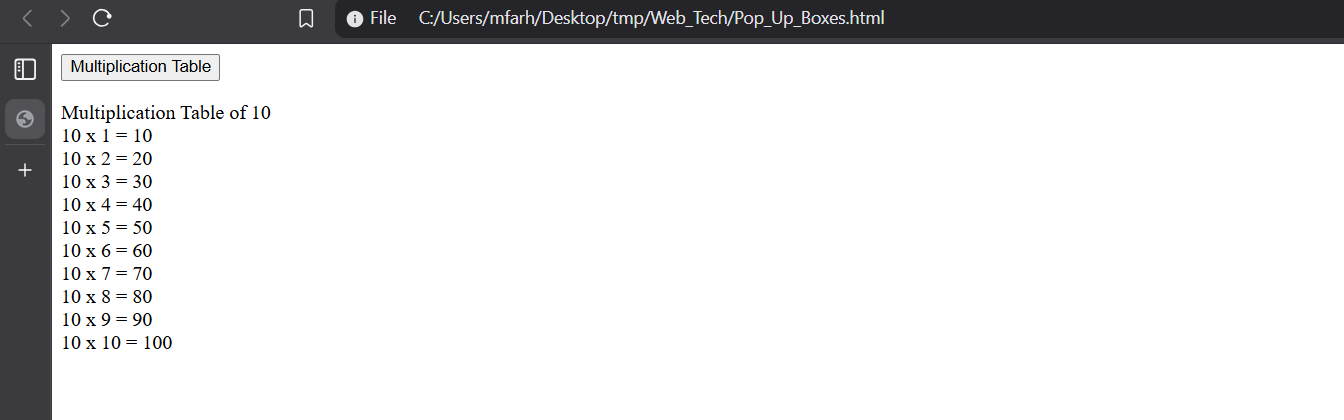 File C:/Users/mfarh/Desktop/tmp/Web_Tech/Pop_Up_Boxes.html
Multiplication Table
Multiplication Table of 10
10 x 1 = 10
10 x 2 = 20
10 x 3 = 30
10 x 4 = 40
10 x 5 = 50
10 x 6 = 60
10 x 7 = 70
10 x 8 = 80
10 x 9 = 90
10 x 10 = 100